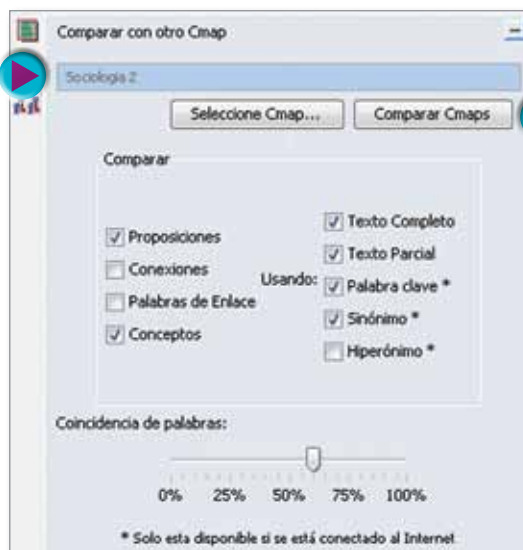 Comparar con otro Cmap
Sociologia 2
Seleccione Cmap... Comparar Cmaps
Comparar
Proposiciones
Conexiones
Palabras de Enlace
Conceptos
Usando:
Texto Completo
Texto Parcial
Palabra clave *
Sinónimo *
Hiperónimo *
Coincidencia de palabras:
0% 25% 50% 75% 100%
* Solo esta disponible si se está conectado al Internet